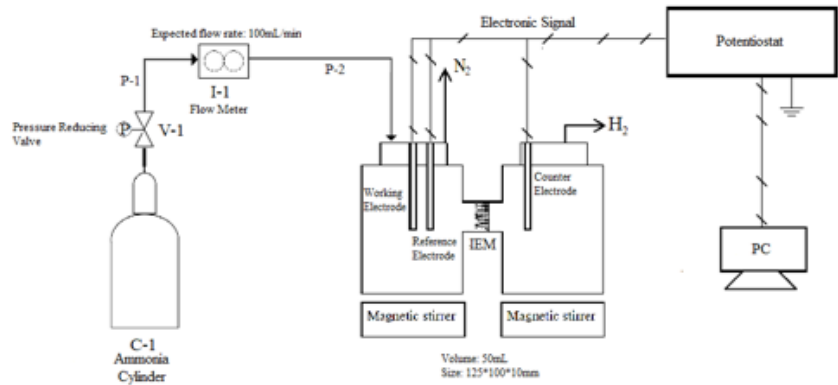 Expected flow rate: 100mL/min
P-1
I-1
Flow Meter
P-2
Pressure Reducing
Valve
P
V-1
C-1
Ammonia
Cylinder
Electronic Signal
N2
H2
Potentiostat
Working
Electrode
Reference
Electrode
IEM
Counter
Electrode
PC
Magnetic stirrer
Magnetic stirrer
Volume: 50mL
Size: 125*100*10mm